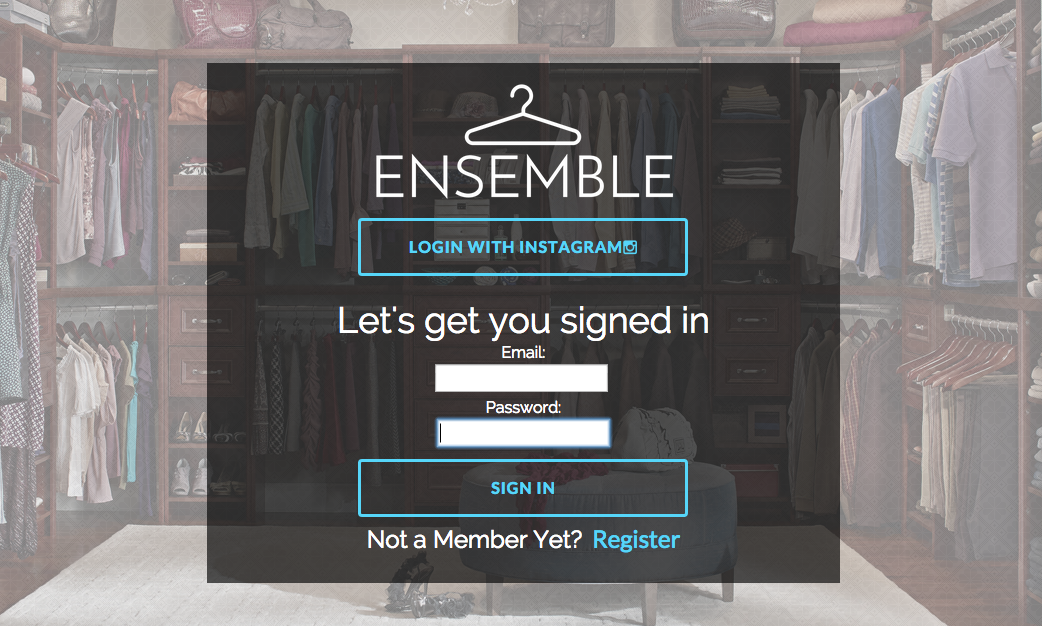 ENSEMBLE
LOGIN WITH INSTAGRAM
Let's get you signed in
Email:
Password:
SIGN IN
Not a Member Yet? Register